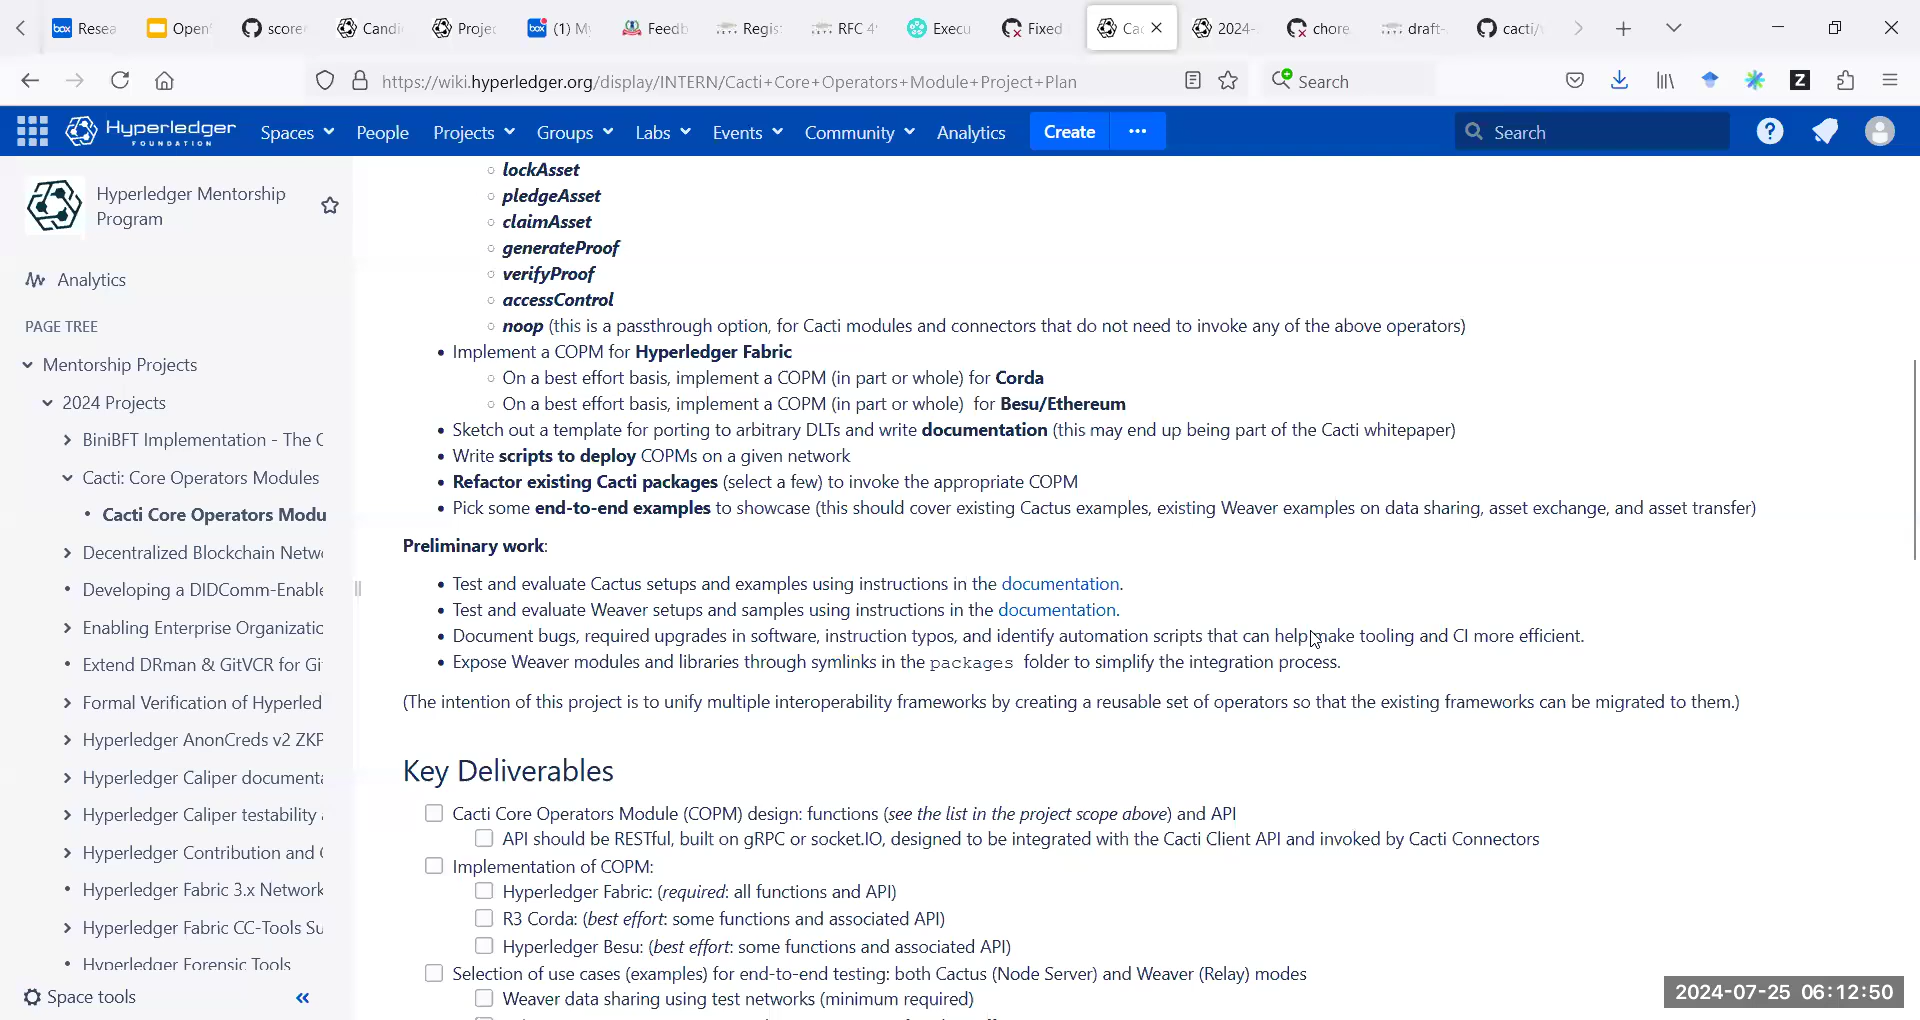 Resea
Open
score
Candi
Projec
(1) M
Feedb
Regis
RFC 4
Execu
Fixed
Cac
2024-
chore
draft-
cacti/
https://wiki.hyperledger.org/display/INTERN/Cacti+Core+Operators+Module+Project+Plan
Search
Hyperledger FOUNDATION
Spaces People Projects Groups Labs Events Community Analytics Create ••• Search
Hyperledger Mentorship
Program
Analytics
PAGE TREE
Mentorship Projects
2024 Projects
BiniBFT Implementation - The C
Cacti: Core Operators Modules
• Cacti Core Operators Modu
Decentralized Blockchain Netw
• Developing a DIDComm-Enable
Enabling Enterprise Organizatic
• Extend DRman & GitVCR for Gi
Formal Verification of Hyperled
Hyperledger AnonCreds v2 ZKP
Hyperledger Caliper documenta
Hyperledger Caliper testability
Hyperledger Contribution and
• Hyperledger Fabric 3.x Network
Hyperledger Fabric CC-Tools Su
• Hyperledger Forensic Tools
Space tools
lockAsset
pledgeAsset
claimAsset
generateProof
verifyProof
accessControl
noop (this is a passthrough option, for Cacti modules and connectors that do not need to invoke any of the above operators)
• Implement a COPM for Hyperledger Fabric
On a best effort basis, implement a COPM (in part or whole) for Corda
On a best effort basis, implement a COPM (in part or whole) for Besu/Ethereum
• Sketch out a template for porting to arbitrary DLTs and write documentation (this may end up being part of the Cacti whitepaper)
• Write scripts to deploy COPMs on a given network
• Refactor existing Cacti packages (select a few) to invoke the appropriate COPM
• Pick some end-to-end examples to showcase (this should cover existing Cactus examples, existing Weaver examples on data sharing, asset exchange, and asset transfer)
Preliminary work:
• Test and evaluate Cactus setups and examples using instructions in the documentation.
• Test and evaluate Weaver setups and samples using instructions in the documentation.
• Document bugs, required upgrades in software, instruction typos, and identify automation scripts that can help make tooling and CI more efficient.
• Expose Weaver modules and libraries through symlinks in the packages folder to simplify the integration process.
(The intention of this project is to unify multiple interoperability frameworks by creating a reusable set of operators so that the existing frameworks can be migrated to them.)
Key Deliverables
Cacti Core Operators Module (COPM) design: functions (see the list in the project scope above) and API
API should be RESTful, built on gRPC or socket.IO, designed to be integrated with the Cacti Client API and invoked by Cacti Connectors
Implementation of COPM:
Hyperledger Fabric: (required: all functions and API)
R3 Corda: (best effort: some functions and associated API)
Hyperledger Besu: (best effort: some functions and associated API)
Selection of use cases (examples) for end-to-end testing: both Cactus (Node Server) and Weaver (Relay) modes
Weaver data sharing using test networks (minimum required)
2024-07-25 06:12:50